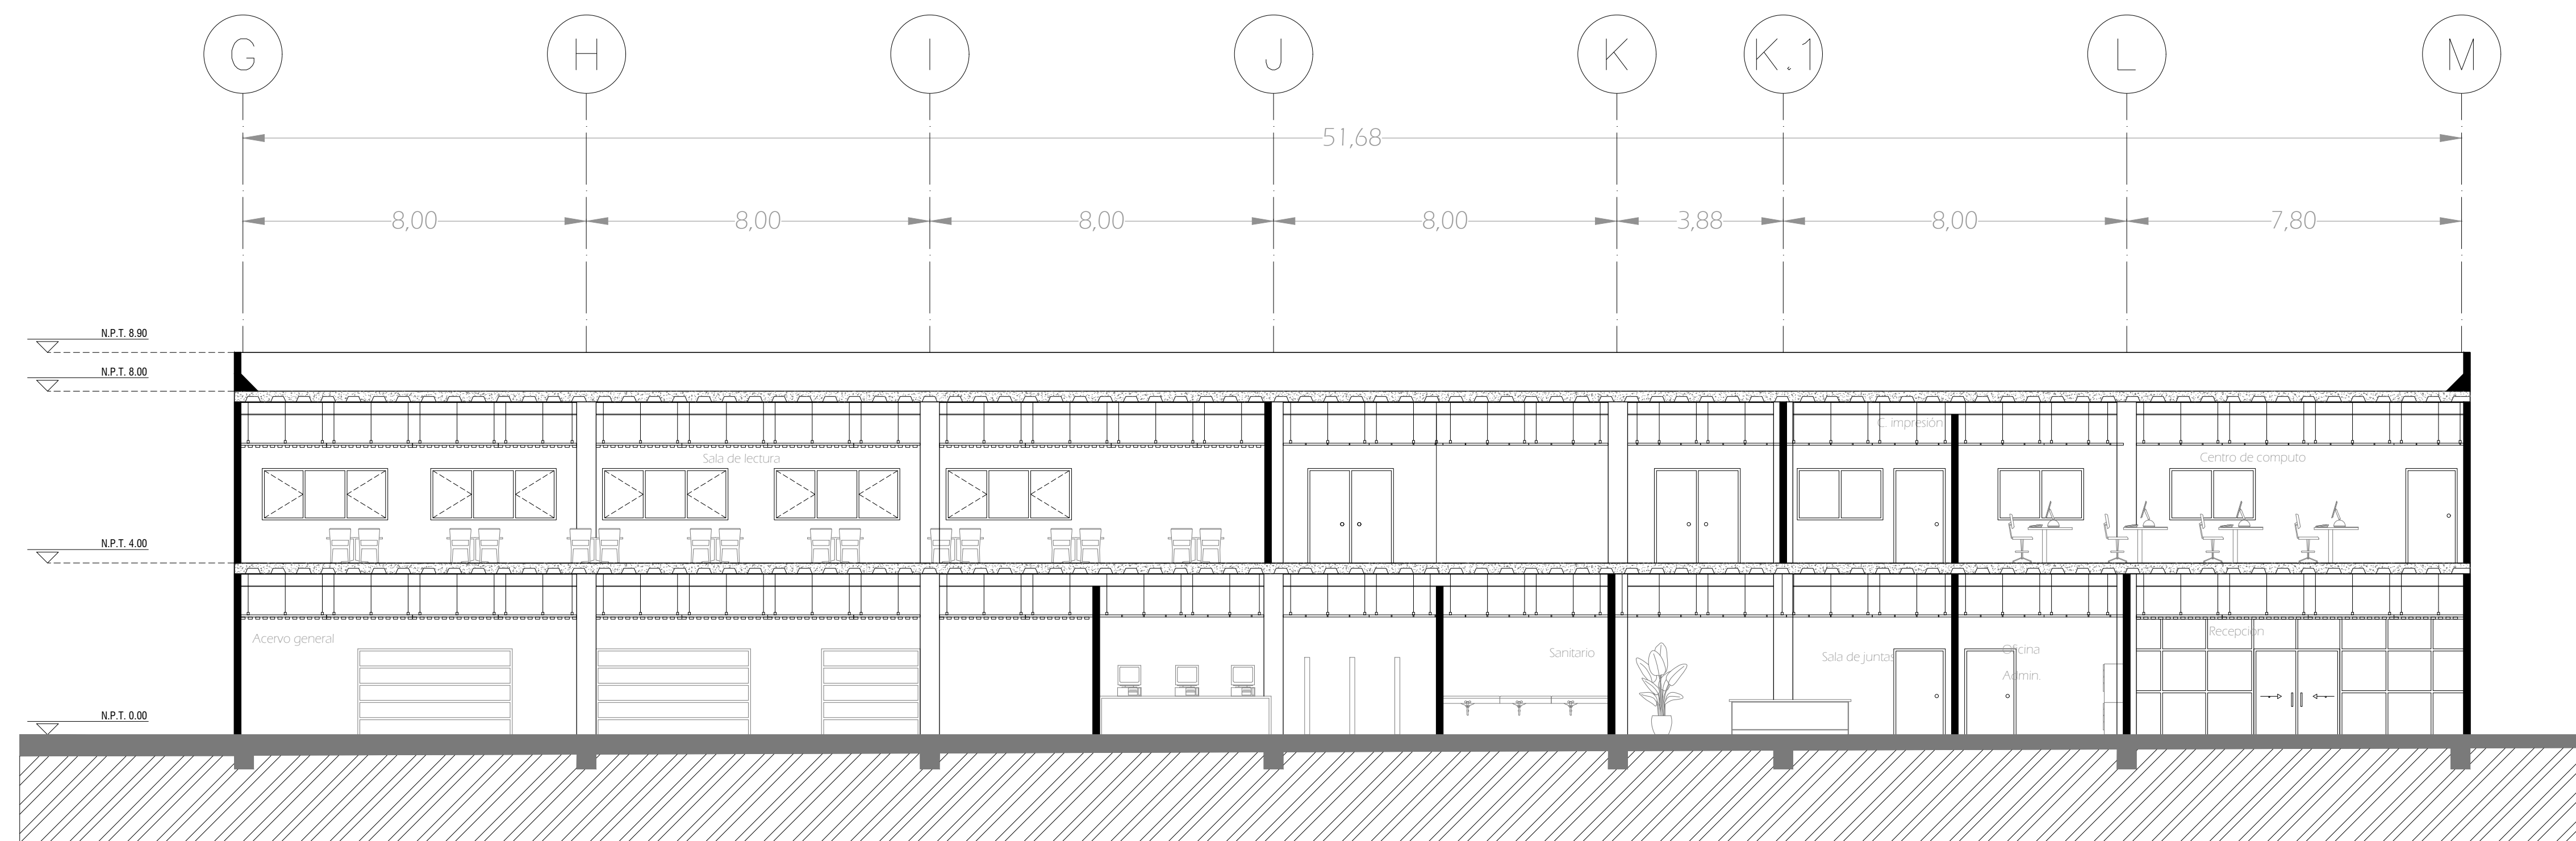 G H I J K K.1 L M
51,68
8,00 8,00 8,00 8,00 3,88 8,00 7,80
N.P.T. 8.90
N.P.T. 8.00
C. impresión
Sala de lectura
Centro de computo
N.P.T. 4.00
Acervo general
Sanitario
Sala de juntas
Oficina
Admin.
Recepción
N.P.T. 0.00